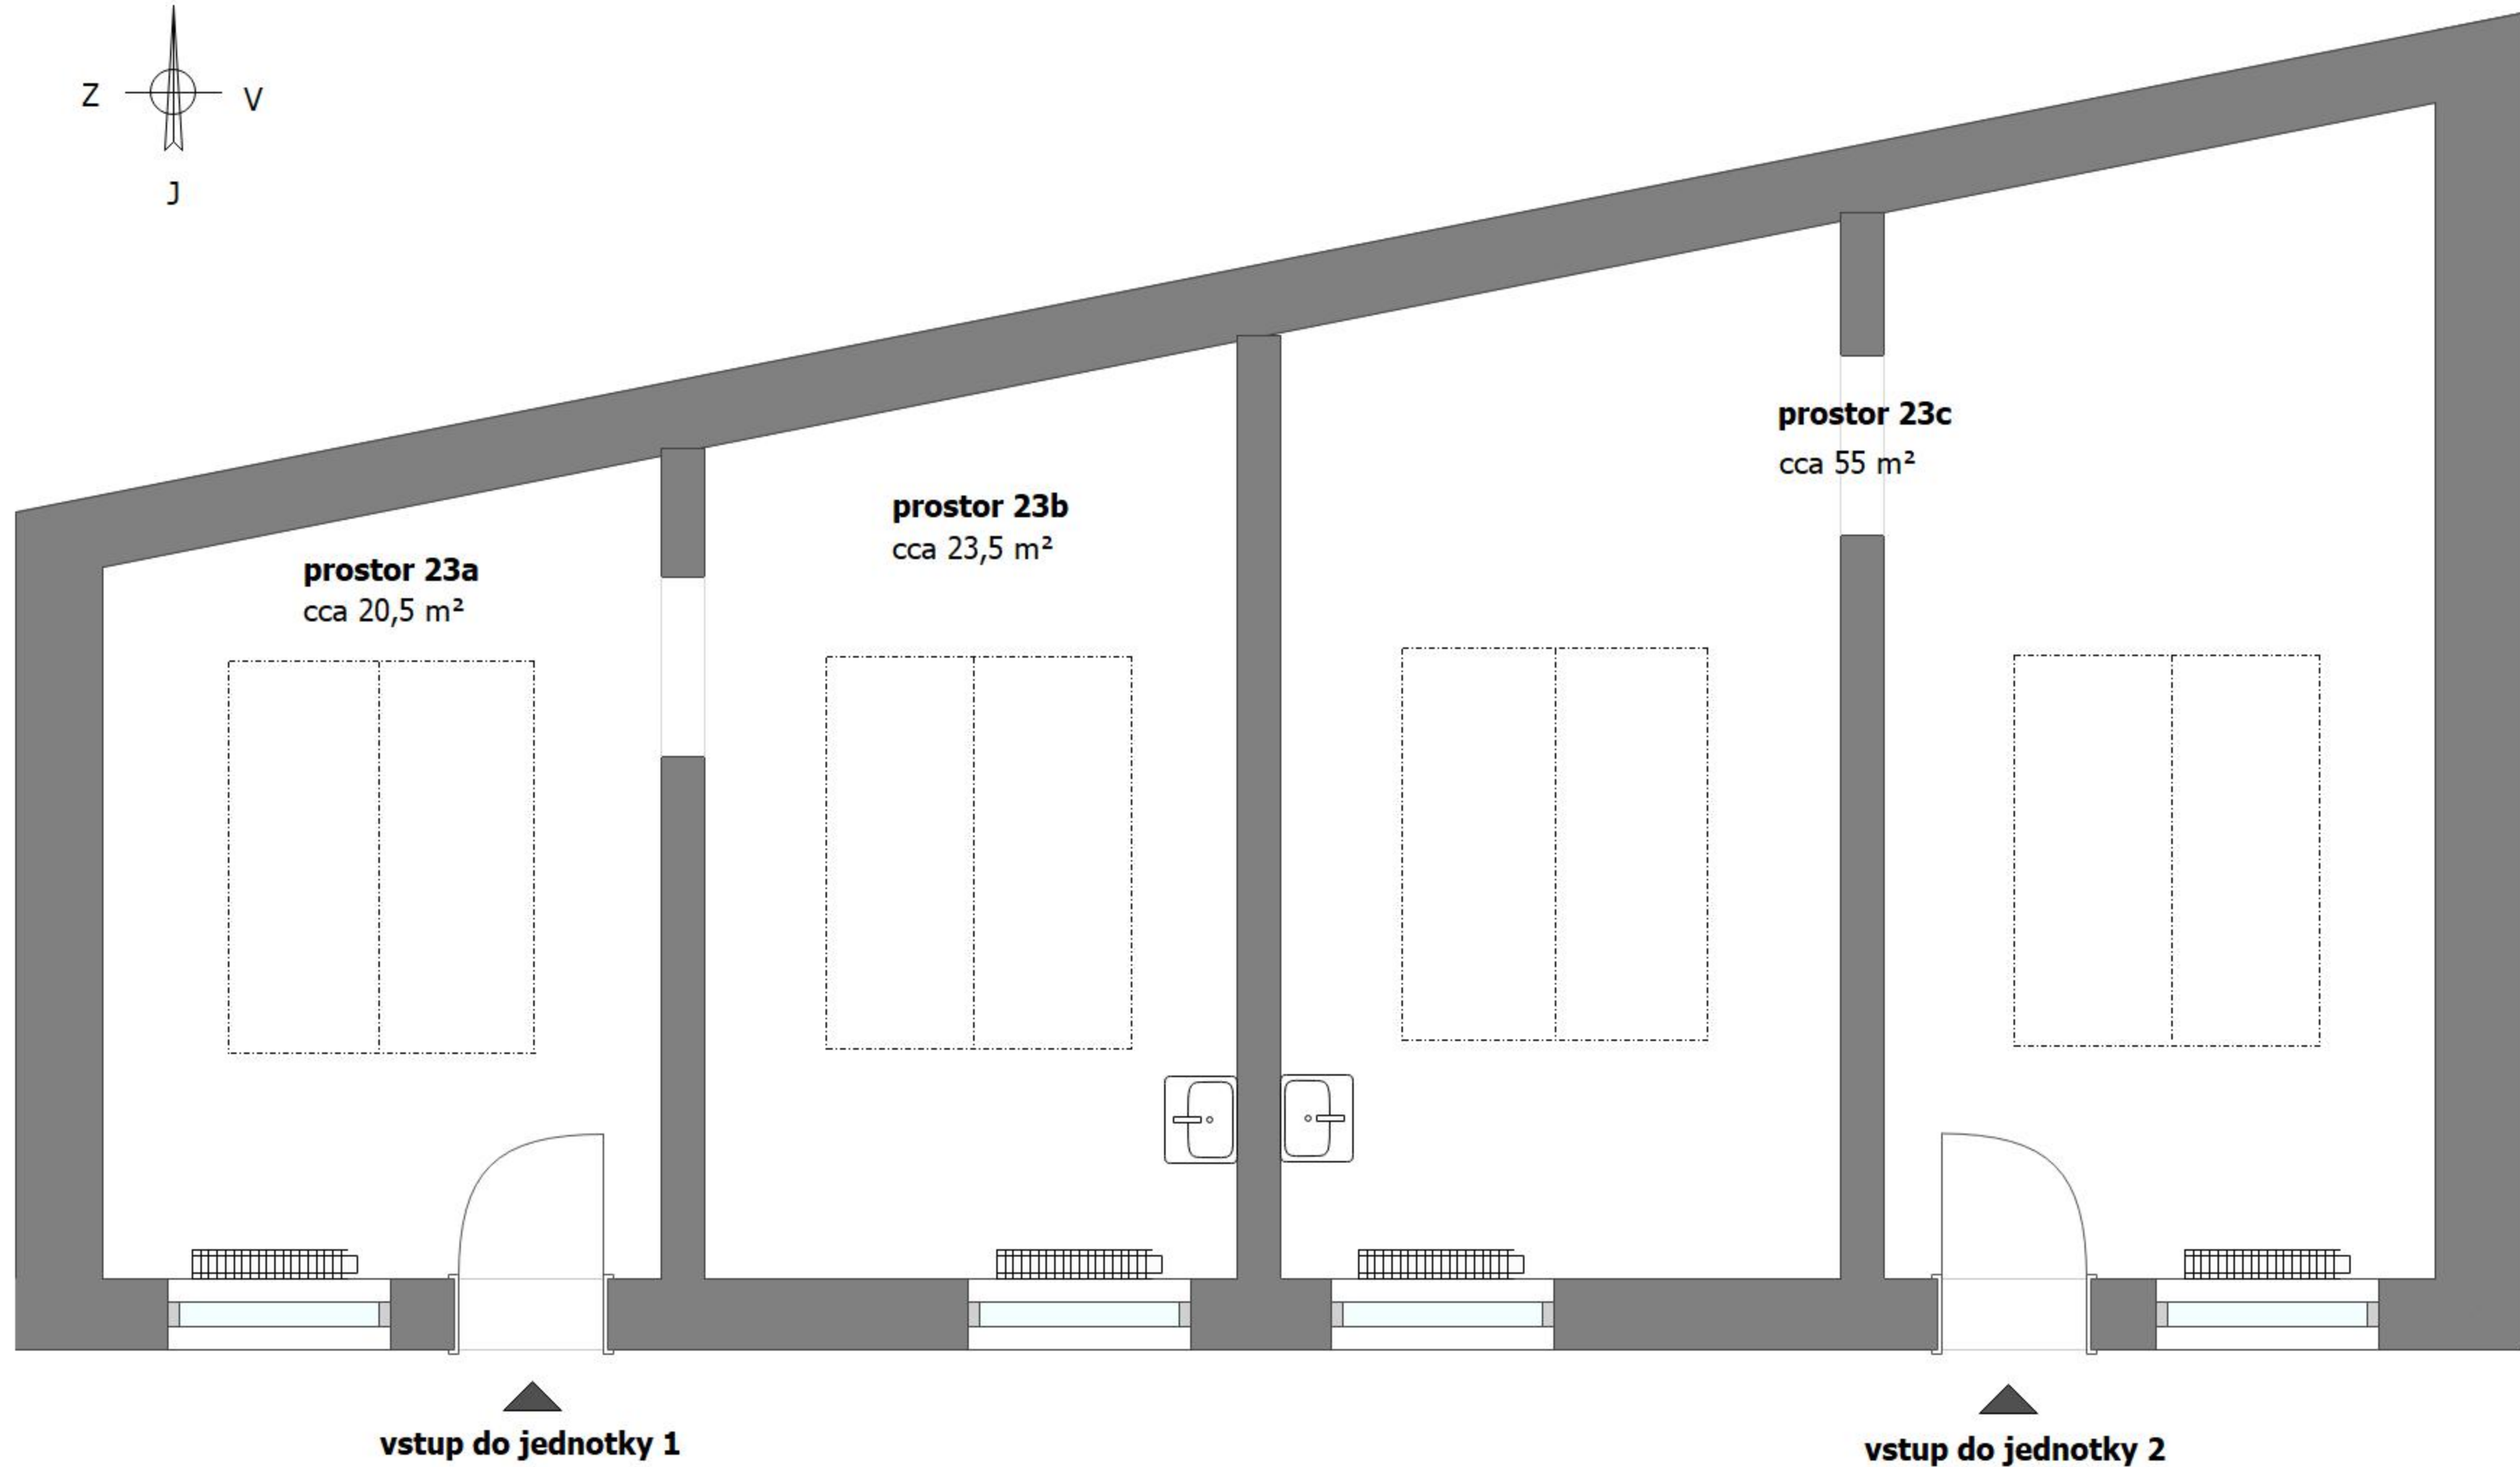 Z
V
J
prostor 23c
cca 55 m²
prostor 23b
cca 23,5 m²
prostor 23a
cca 20,5 m²
vstup do jednotky 1
vstup do jednotky 2